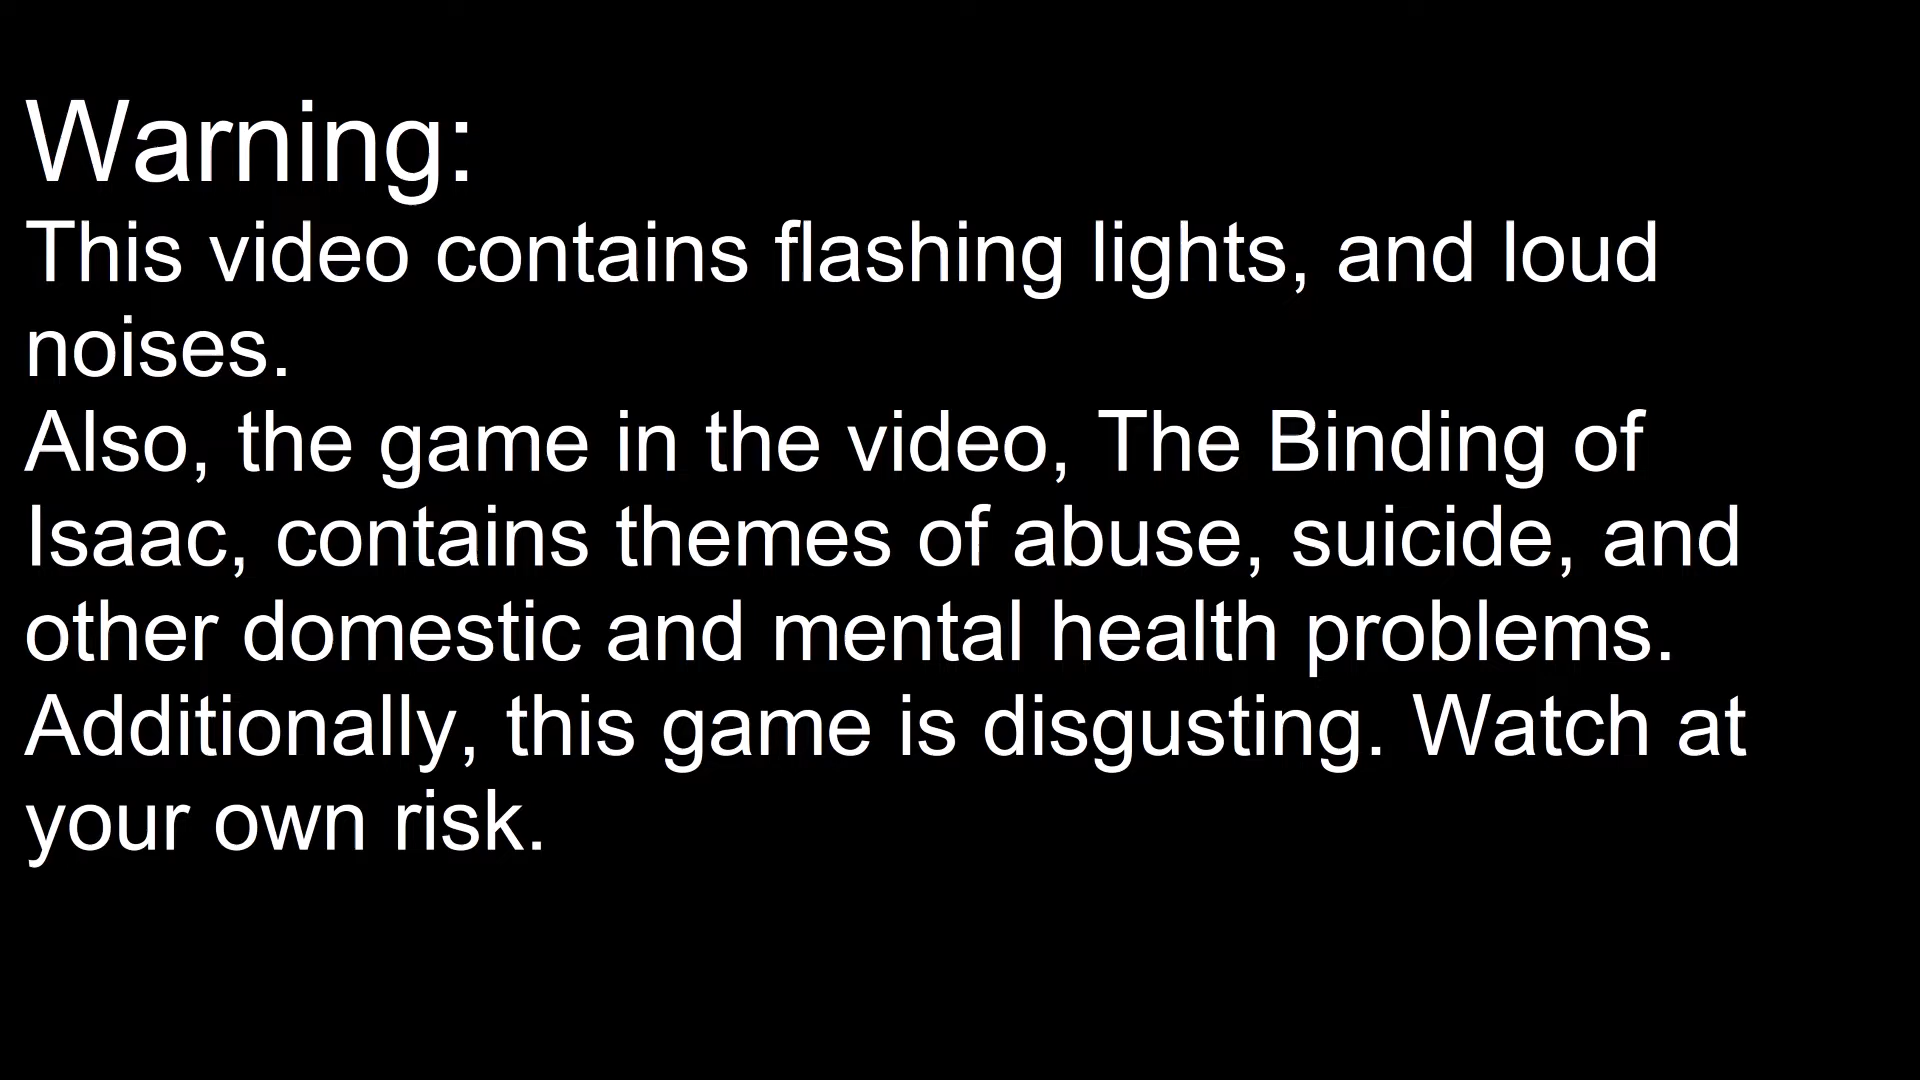 Warning:
This video contains flashing lights, and loud
noises.
Also, the game in the video, The Binding of
Isaac, contains themes of abuse, suicide, and
other domestic and mental health problems.
Additionally, this game is disgusting. Watch at
your own risk.